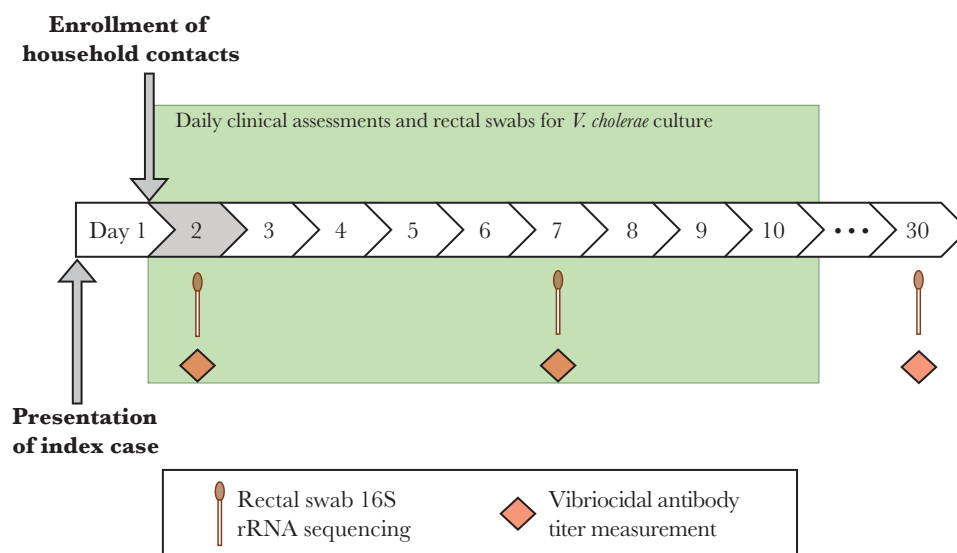 Enrollment of
household contacts
Daily clinical assessments and rectal swabs for V. cholerae culture
Day 1 2 3 4 5 6 7 8 9 10 ••• 30
Presentation
of index case
Rectal swab 16S
rRNA sequencing
Vibriocidal antibody
titer measurement